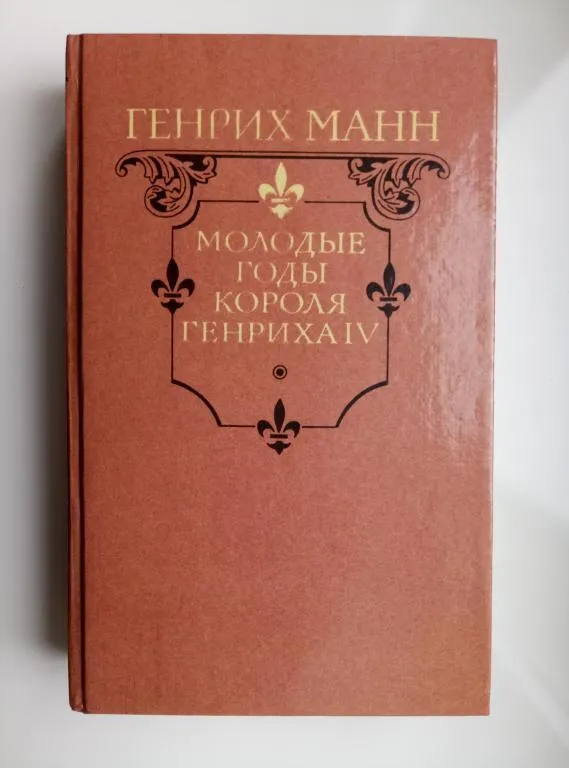 ГЕНРИХ МАНН
МОЛОДЫЕ
ГОДЫ
КОРОЛЯ
ГЕНРИХА IV